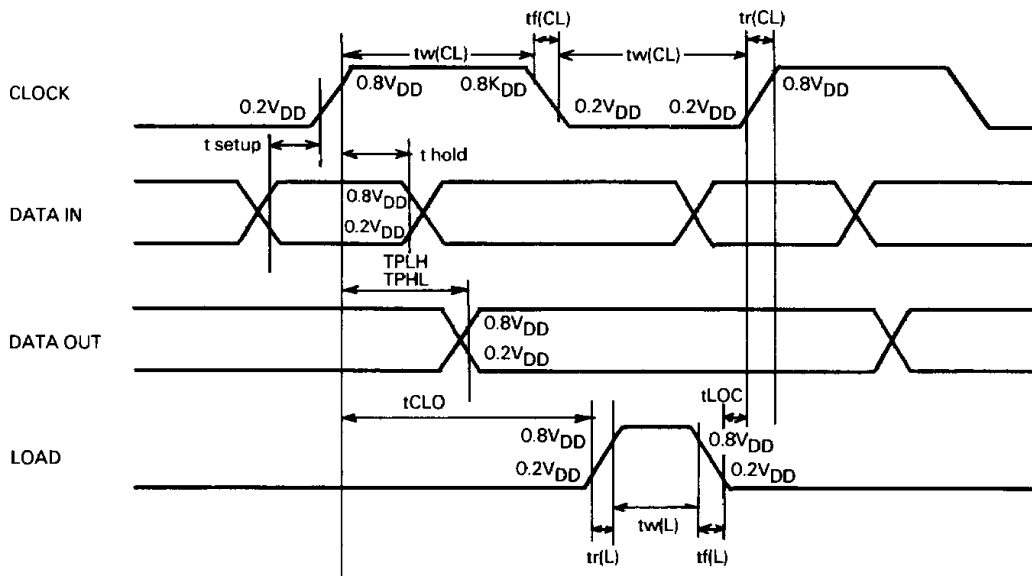 tf(CL)
tr(CL)
tw(CL)
tw(CL)
CLOCK
0.2VDD
0.8VDD
0.8KDD
0.2VDD
0.2VDD
0.8VDD
t setup
t hold
DATA IN
0.8VDD
0.2VDD
TPLH
TPHL
DATA OUT
0.8VDD
0.2VDD
tCLO
tLOC
LOAD
0.8VDD
0.2VDD
0.8VDD
0.2VDD
tr(L)
tw(L)
tf(L)